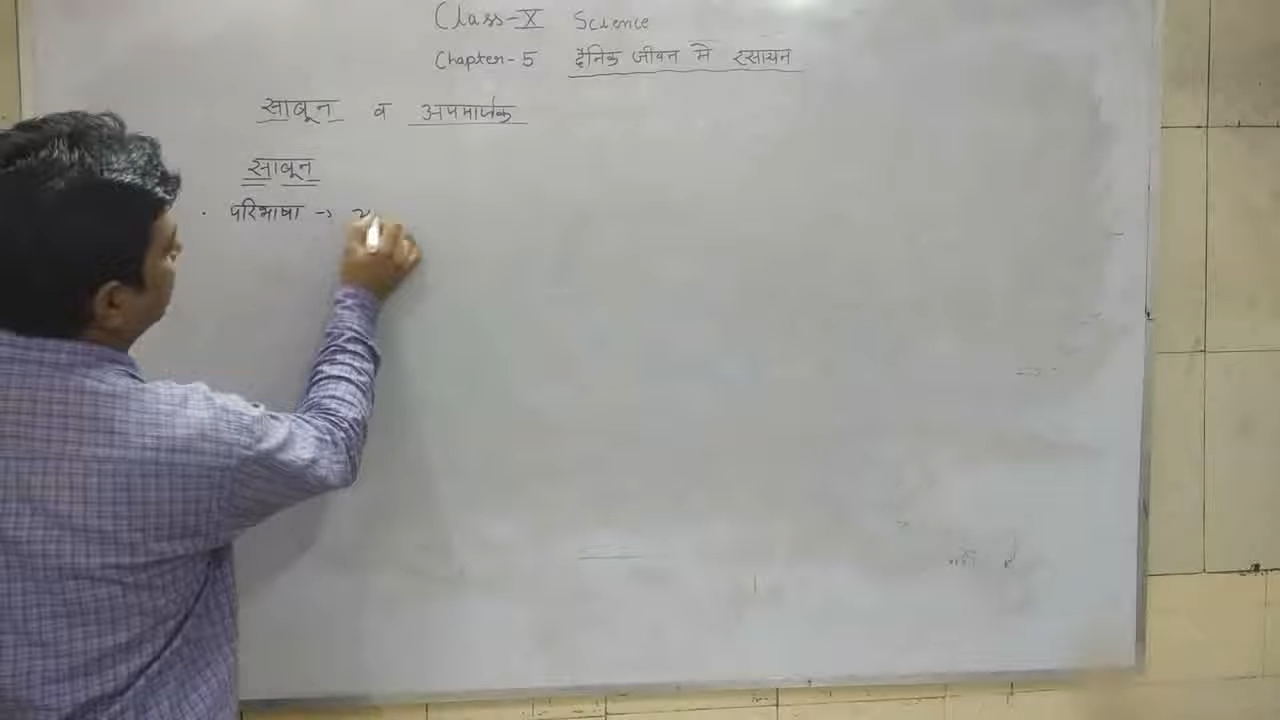 Class-X Science
Chapter-5 दैनिक जीवन मे रसायन
साबून व अपमार्जक
साबून
· परिभाषा →